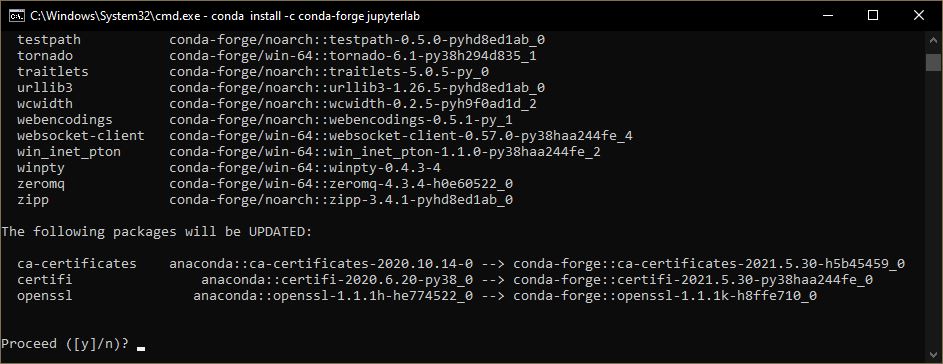 C:\Windows\System32\cmd.exe - conda  install -c conda-forge jupyterlab
testpath           conda-forge/noarch::testpath-0.5.0-pyhd8ed1ab_0
tornado            conda-forge/win-64::tornado-6.1-py38h294d835_1
traitlets          conda-forge/noarch::traitlets-5.0.5-py_0
urllib3            conda-forge/noarch::urllib3-1.26.5-pyhd8ed1ab_0
wcwidth            conda-forge/noarch::wcwidth-0.2.5-pyh9f0ad1d_2
webencodings       conda-forge/noarch::webencodings-0.5.1-py_1
websocket-client   conda-forge/win-64::websocket-client-0.57.0-py38haa244fe_4
win_inet_pton      conda-forge/win-64::win_inet_pton-1.1.0-py38haa244fe_2
winpty             conda-forge/win-64::winpty-0.4.3-4
zeromq             conda-forge/win-64::zeromq-4.3.4-h0e60522_0
zipp               conda-forge/noarch::zipp-3.4.1-pyhd8ed1ab_0
The following packages will be UPDATED:
ca-certificates    anaconda::ca-certificates-2020.10.14-0 --> conda-forge::ca-certificates-2021.5.30-h5b45459_0
certifi                anaconda::certifi-2020.6.20-py38_0 --> conda-forge::certifi-2021.5.30-py38haa244fe_0
openssl               anaconda::openssl-1.1.1h-he774522_0 --> conda-forge::openssl-1.1.1k-h8ffe710_0
Proceed ([y]/n)?